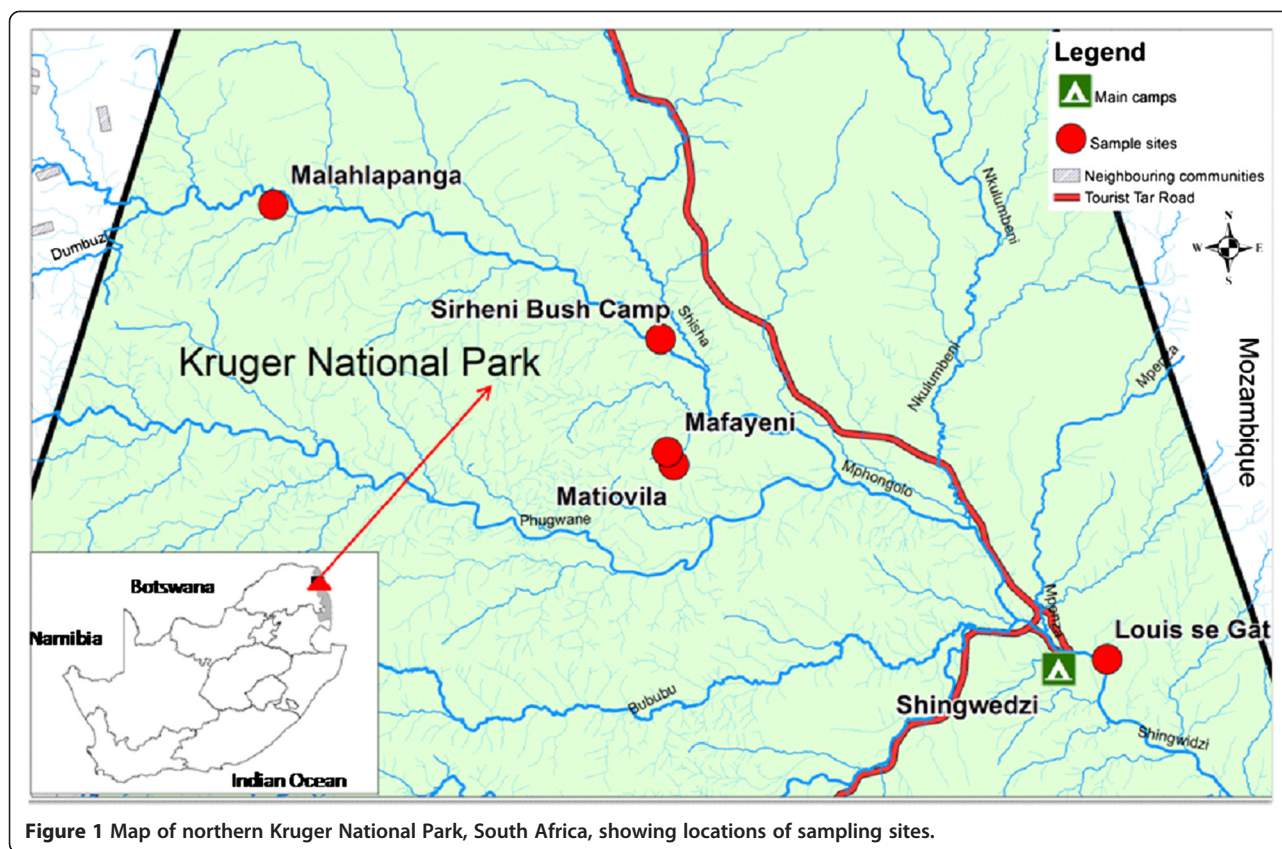 Legend
Main camps
Sample sites
Neighbouring communities
Tourist Tar Road
N
W E
S
Malahlapanga
Dumbuzi
Nkulumbeni
Sirheni Bush Camp
Shisha
Kruger National Park
Nkulumbeni
Mpenza
Mozambique
Mafayeni
Matiovila
Mphongolo
Phugwane
Mpenza
Louis se Gat
Shingwedzi
Bububu
Shingwidzi
Botswana
Namibia
Indian Ocean
Figure 1 Map of northern Kruger National Park, South Africa, showing locations of sampling sites.